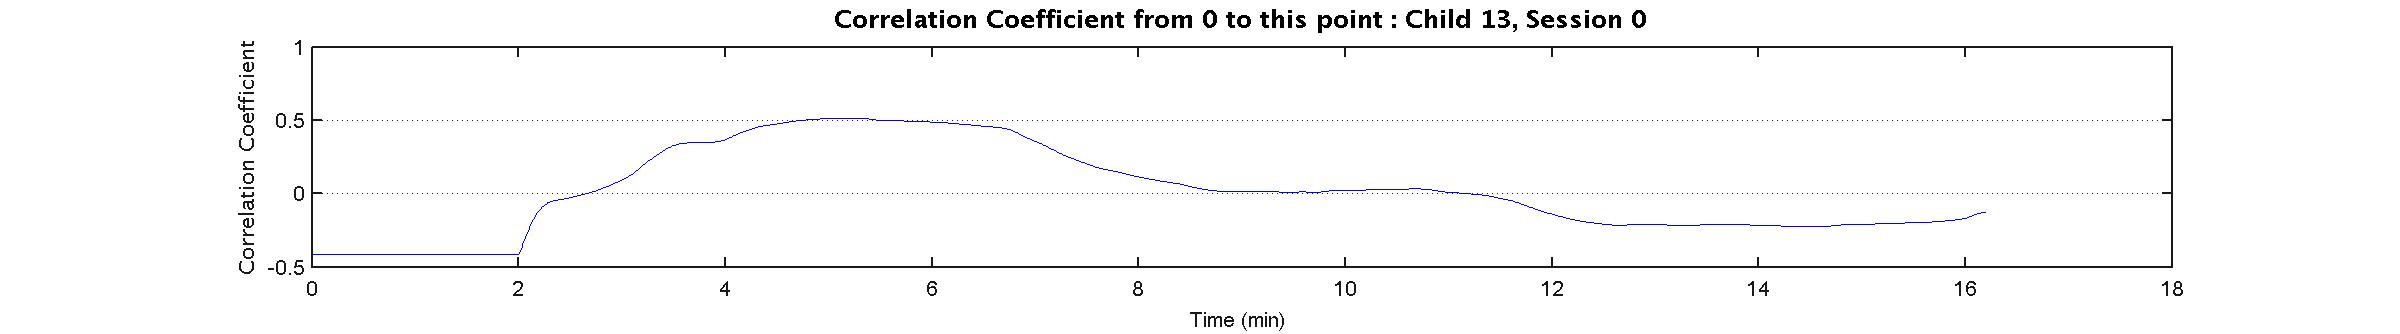 Correlation Coefficient from 0 to this point : Child 13, Session 0
Correlation Coefficient
1
0.5
0
-0.5
0 2 4 6 8 10 12 14 16 18
Time (min)